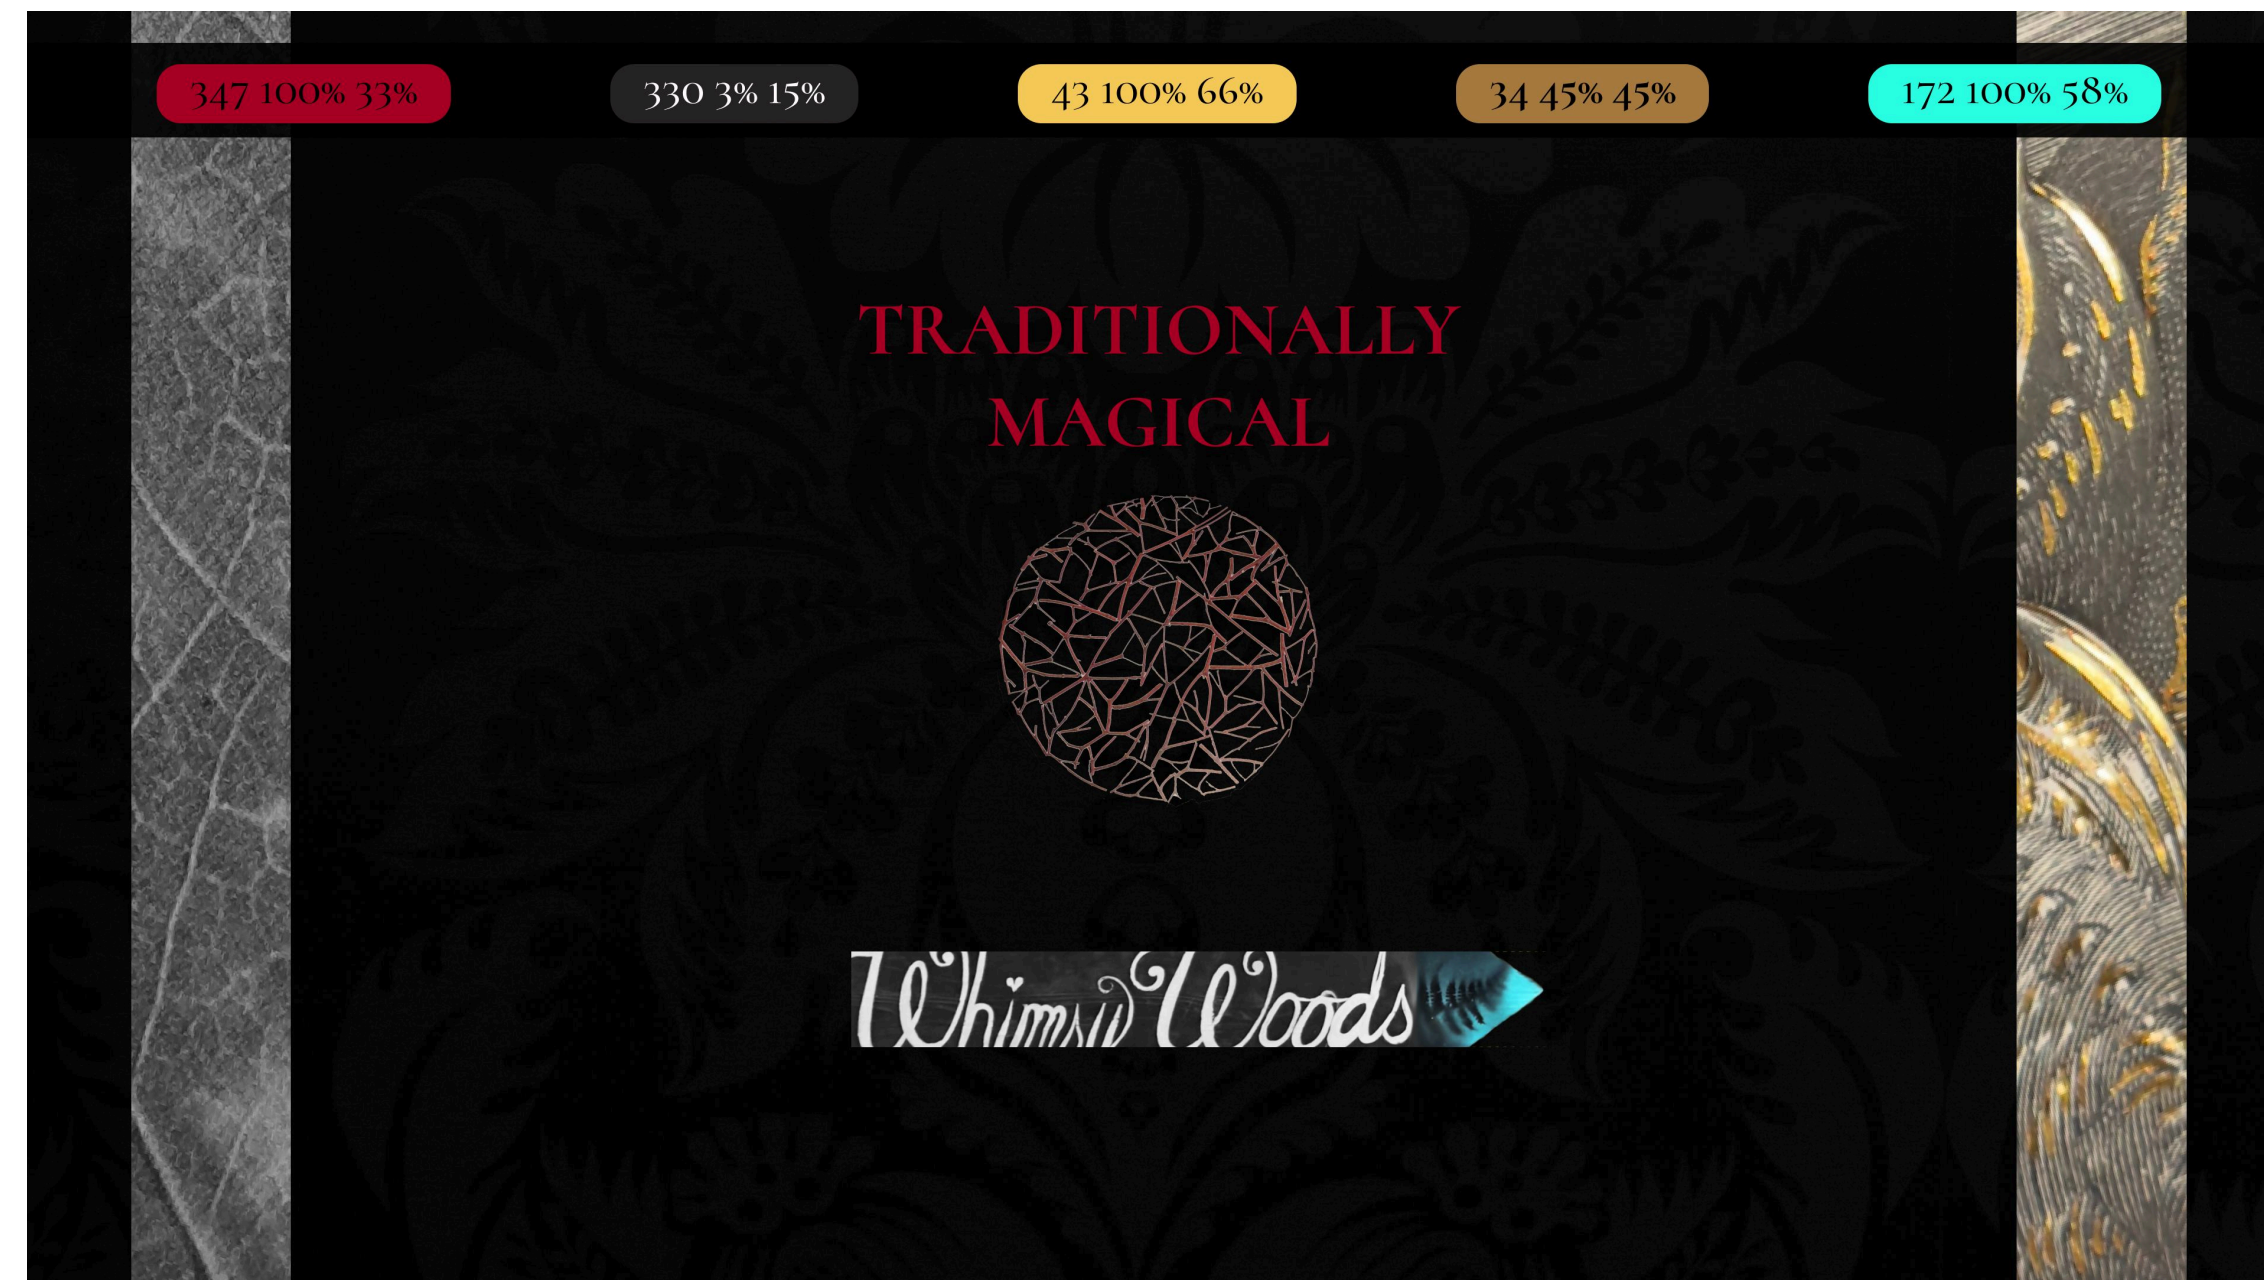 347 100% 33%
330 3% 15%
43 100% 66%
34 45% 45%
172 100% 58%
TRADITIONALLY
MAGICAL
Whimsy Woods